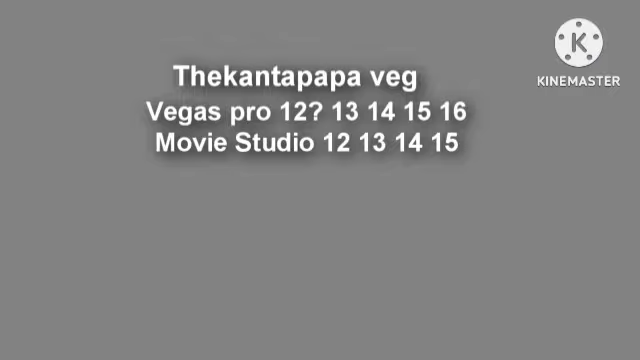 Thekantapapa veg
Vegas pro 12? 13 14 15 16
Movie Studio 12 13 14 15
KINEMASTER